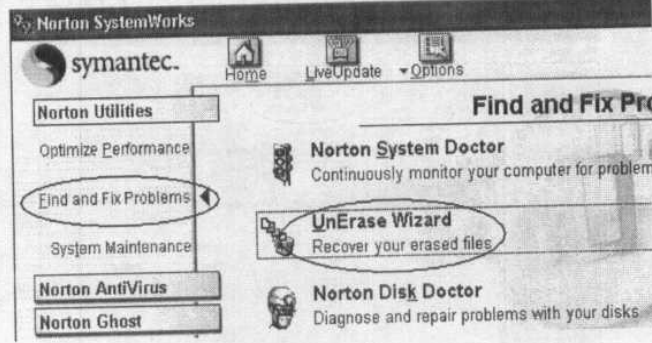 Norton SystemWorks
symantec.
Home LiveUpdate Options
Norton Utilities
Find and Fix Pro
Optimize Performance
Norton System Doctor
Continuously monitor your computer for problem
Find and Fix Problems
UnErase Wizard
Recover your erased files
System Maintenance
Norton AntiVirus
Norton Disk Doctor
Diagnose and repair problems with your disks
Norton Ghost